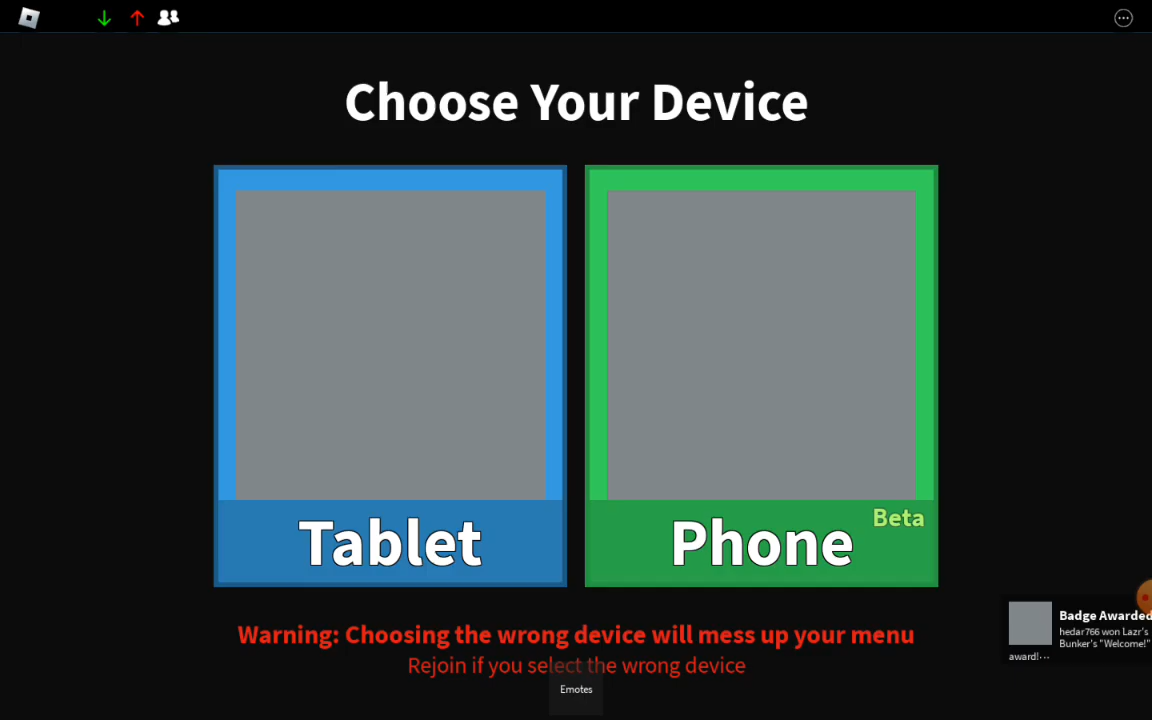 Choose Your Device
Tablet
Beta
Phone
Warning: Choosing the wrong device will mess up your menu
Rejoin if you select the wrong device
Emotes
Badge Awarded
hedar766 won Lazr's
Bunker's "Welcome!"
award!...